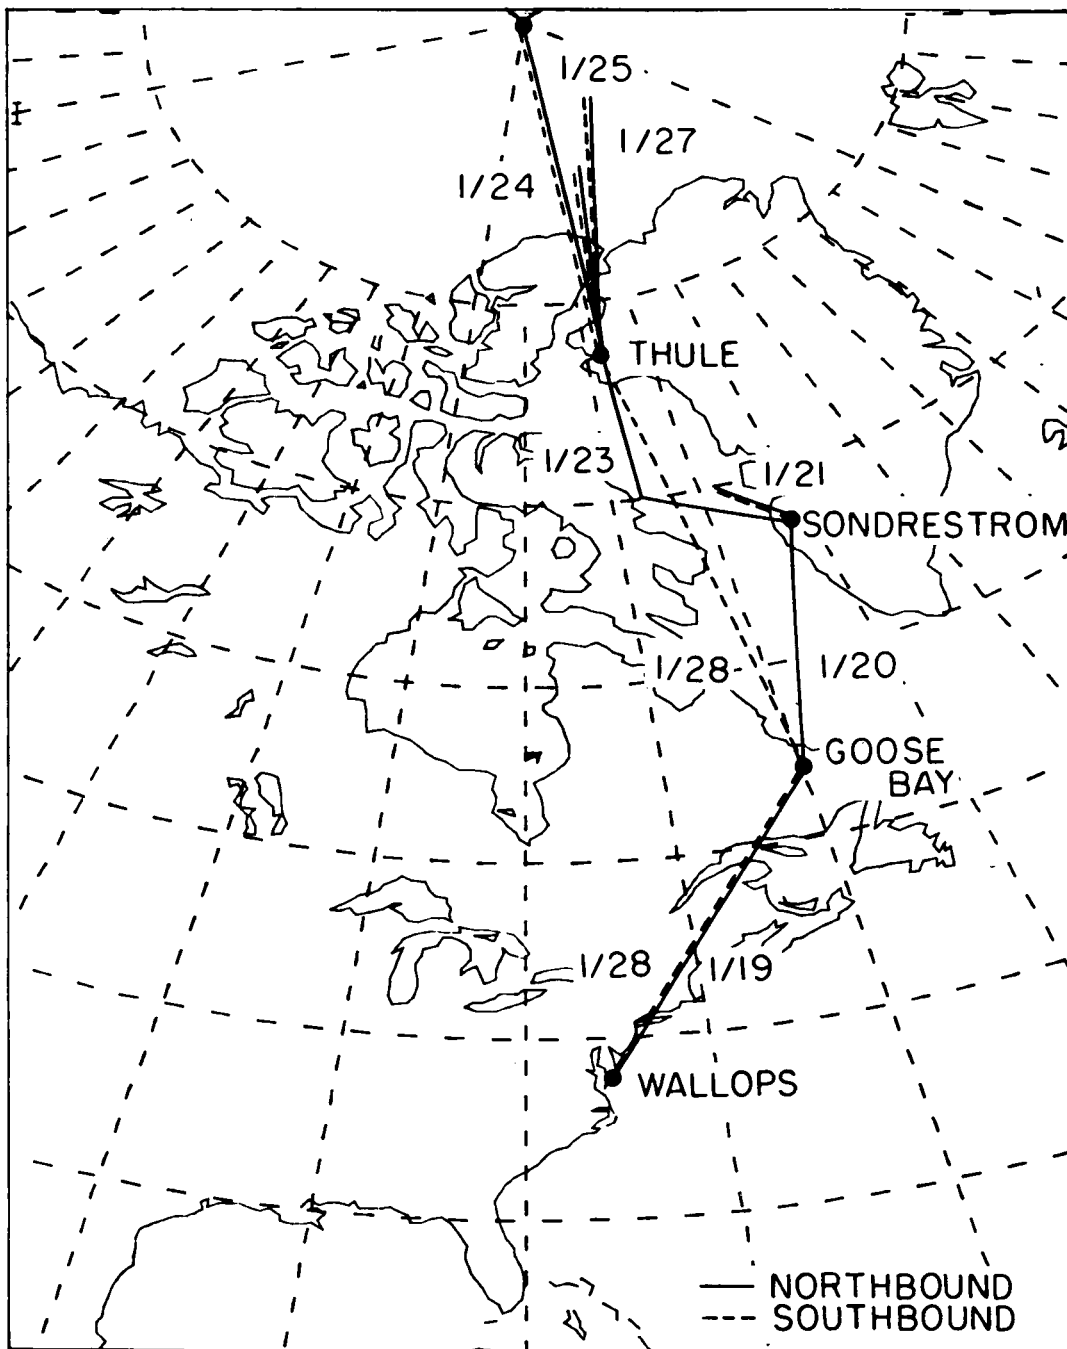 1/25
1/27
1/24
THULE
1/23
1/21
SONDRESTROM
1/28
1/20
GOOSE
BAY
1/28
1/19
WALLOPS
NORTHBOUND
SOUTHBOUND